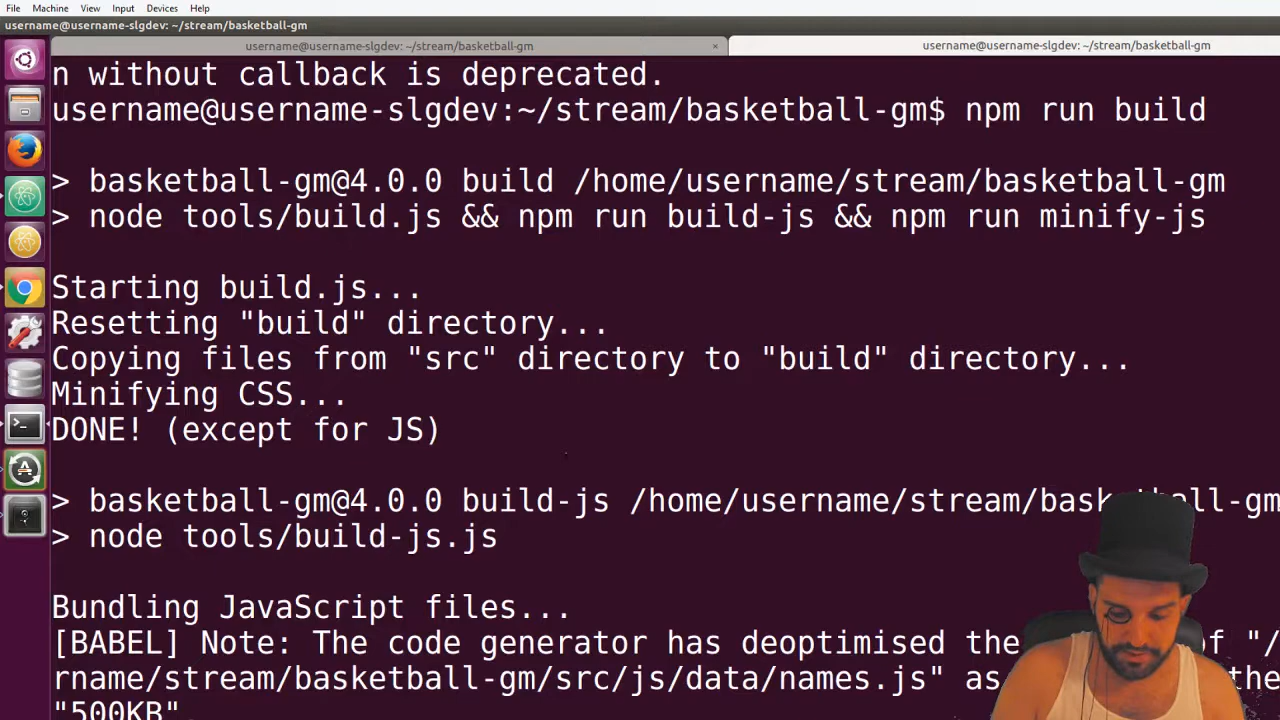 File Machine View Input Devices Help
username@username-slgdev: ~/stream/basketball-gm
username@username-slgdev: ~/stream/basketball-gm × username@username-slgdev: ~/stream/basketball-gm
n without callback is deprecated.
username@username-slgdev:~/stream/basketball-gm$ npm run build
> basketball-gm@4.0.0 build /home/username/stream/basketball-gm
> node tools/build.js && npm run build-js && npm run minify-js
Starting build.js...
Resetting "build" directory...
Copying files from "src" directory to "build" directory...
Minifying CSS...
DONE! (except for JS)
> basketball-gm@4.0.0 build-js /home/username/stream/basketball-gm
> node tools/build-js.js
Bundling JavaScript files...
[BABEL] Note: The code generator has deoptimised the of "/
rname/stream/basketball-gm/src/js/data/names.js" as the
"500KB".